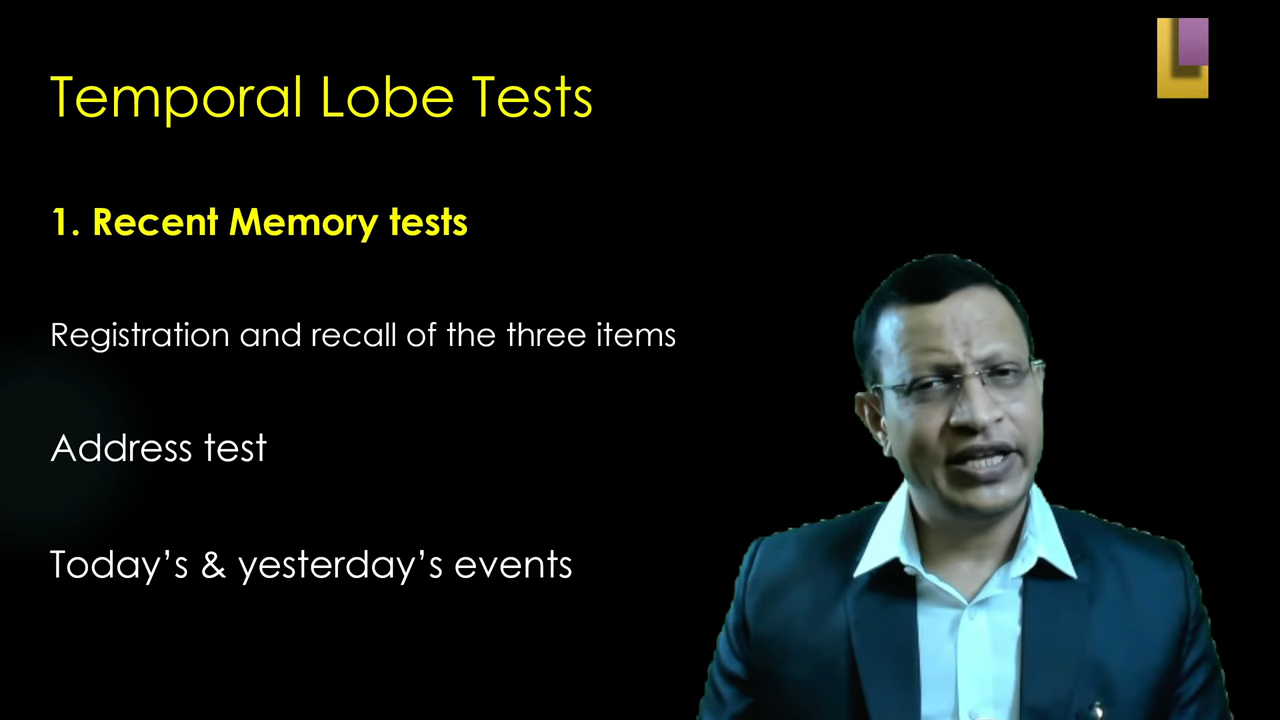 Temporal Lobe Tests
1. Recent Memory tests
Registration and recall of the three items
Address test
Today’s & yesterday’s events